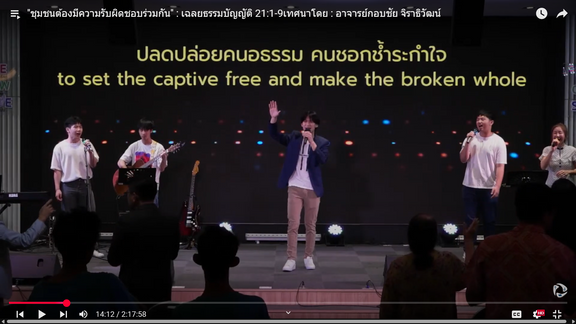 "ชุมชนต้องมีความรับผิดชอบร่วมกัน" : เฉลยธรรมบัญญัติ 21:1-9เทศนาโดย : อาจารย์กอบชัย จิราธิวัฒน์
ปลดปล่อยคนอธรรม คนชอกช้ำระกำใจ
to set the captive free and make the broken whole
14:12 / 2:17:58